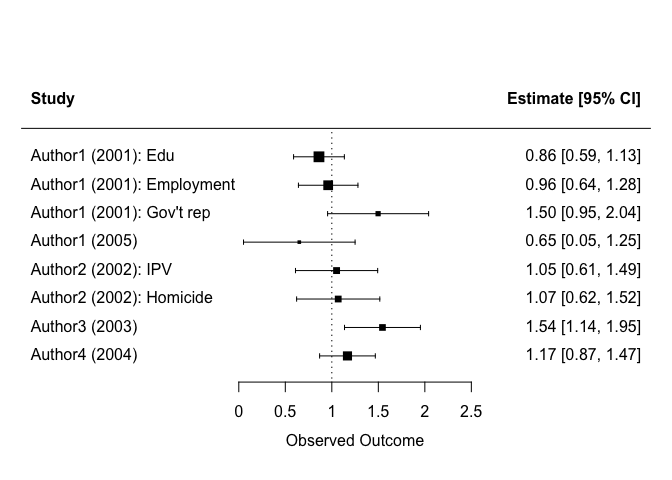 Study Estimate [95% CI]
Author1 (2001): Edu 0.86 [0.59, 1.13]
Author1 (2001): Employment 0.96 [0.64, 1.28]
Author1 (2001): Gov't rep 1.50 [0.95, 2.04]
Author1 (2005) 0.65 [0.05, 1.25]
Author2 (2002): IPV 1.05 [0.61, 1.49]
Author2 (2002): Homicide 1.07 [0.62, 1.52]
Author3 (2003) 1.54 [1.14, 1.95]
Author4 (2004) 1.17 [0.87, 1.47]
0 0.5 1 1.5 2 2.5
Observed Outcome